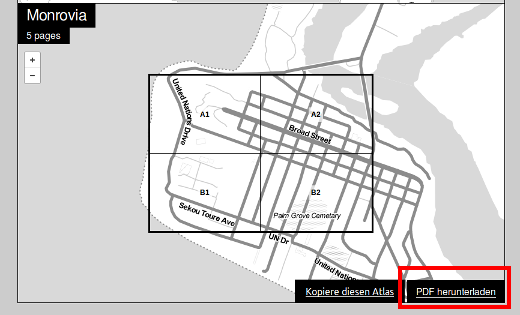 Monrovia
5 pages
+
−
United Nations Drive
A1
A2
Broad Street
B1
B2
Sekou Toure Ave
Palm Grove Cemetary
UN Dr
United Nations
Kopiere diesen Atlas
PDF herunterladen